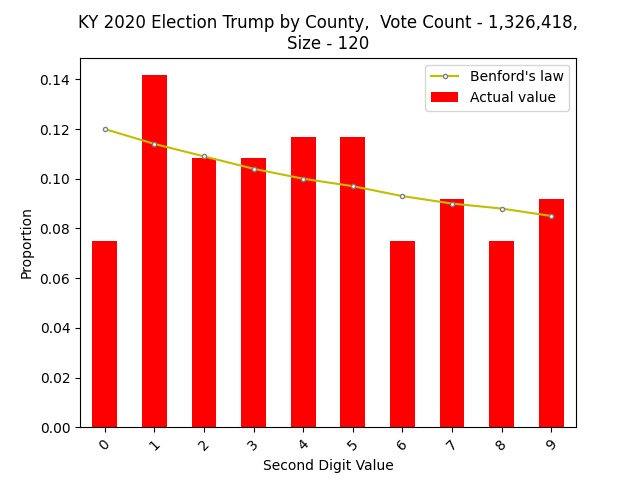 KY 2020 Election Trump by County,  Vote Count - 1,326,418,
Size - 120
Benford's law
Actual value
0.14
0.12
0.10
0.08
0.06
0.04
0.02
0.00
Proportion
0 1 2 3 4 5 6 7 8 9
Second Digit Value